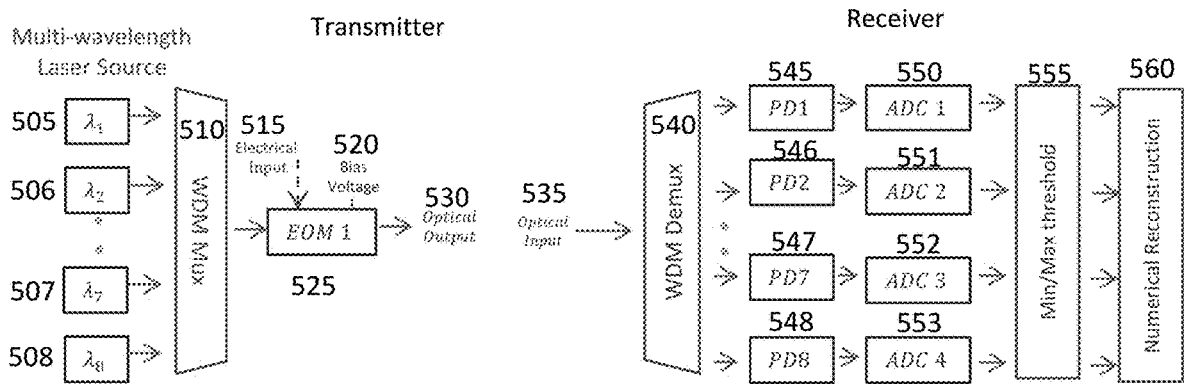 Transmitter
Receiver
Multi-wavelength
Laser Source
505
λ₁
506
λ₂
507
λ₇
508
λ₈
510
WDM Mux
515
Electrical
Input
520
Bias
Voltage
EOM 1
525
530
Optical
Output
535
Optical
Input
540
WDM Demux
545
PD1
546
PD2
547
PD7
548
PD8
550
ADC 1
551
ADC 2
552
ADC 3
553
ADC 4
555
Min/Max threshold
560
Numerical Reconstruction